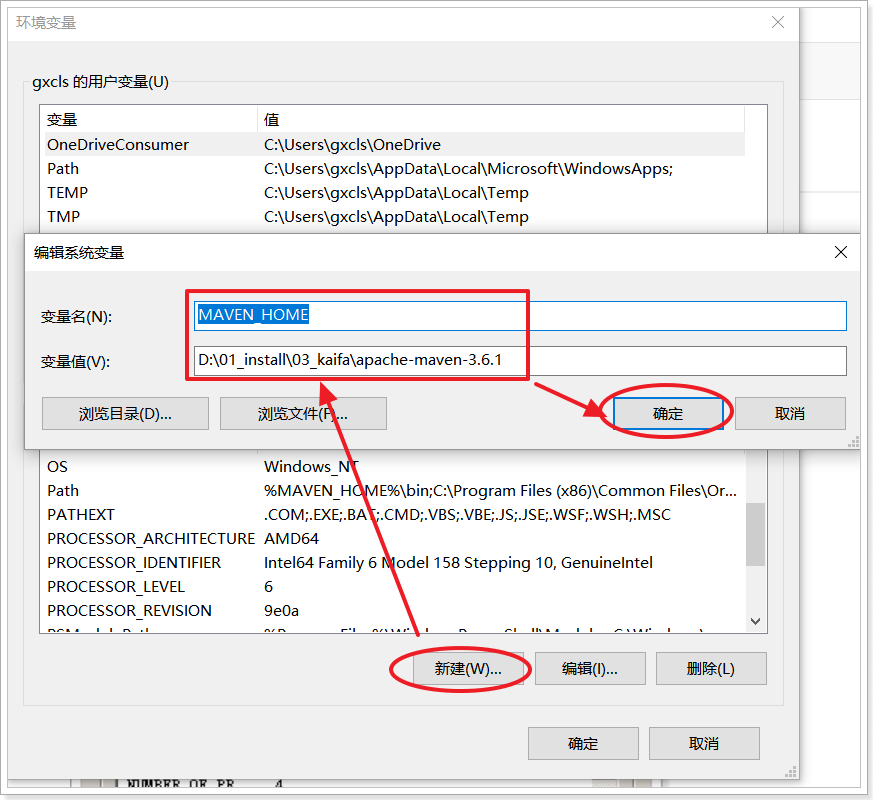 环境变量
gxcls 的用户变量(U)
变量 值
OneDriveConsumer C:\Users\gxcls\OneDrive
Path C:\Users\gxcls\AppData\Local\Microsoft\WindowsApps;
TEMP C:\Users\gxcls\AppData\Local\Temp
TMP C:\Users\gxcls\AppData\Local\Temp
编辑系统变量
变量名(N): MAVEN_HOME
变量值(V): D:\01_install\03_kaifa\apache-maven-3.6.1
浏览目录(D)... 浏览文件(F)... 确定 取消
OS Windows_NT
Path %MAVEN_HOME%\bin;C:\Program Files (x86)\Common Files\Or...
PATHEXT .COM;.EXE;.BAT;.CMD;.VBS;.VBE;.JS;.JSE;.WSF;.WSH;.MSC
PROCESSOR_ARCHITECTURE AMD64
PROCESSOR_IDENTIFIER Intel64 Family 6 Model 158 Stepping 10, GenuineIntel
PROCESSOR_LEVEL 6
PROCESSOR_REVISION 9e0a
新建(W)... 编辑(I)... 删除(L)
确定 取消